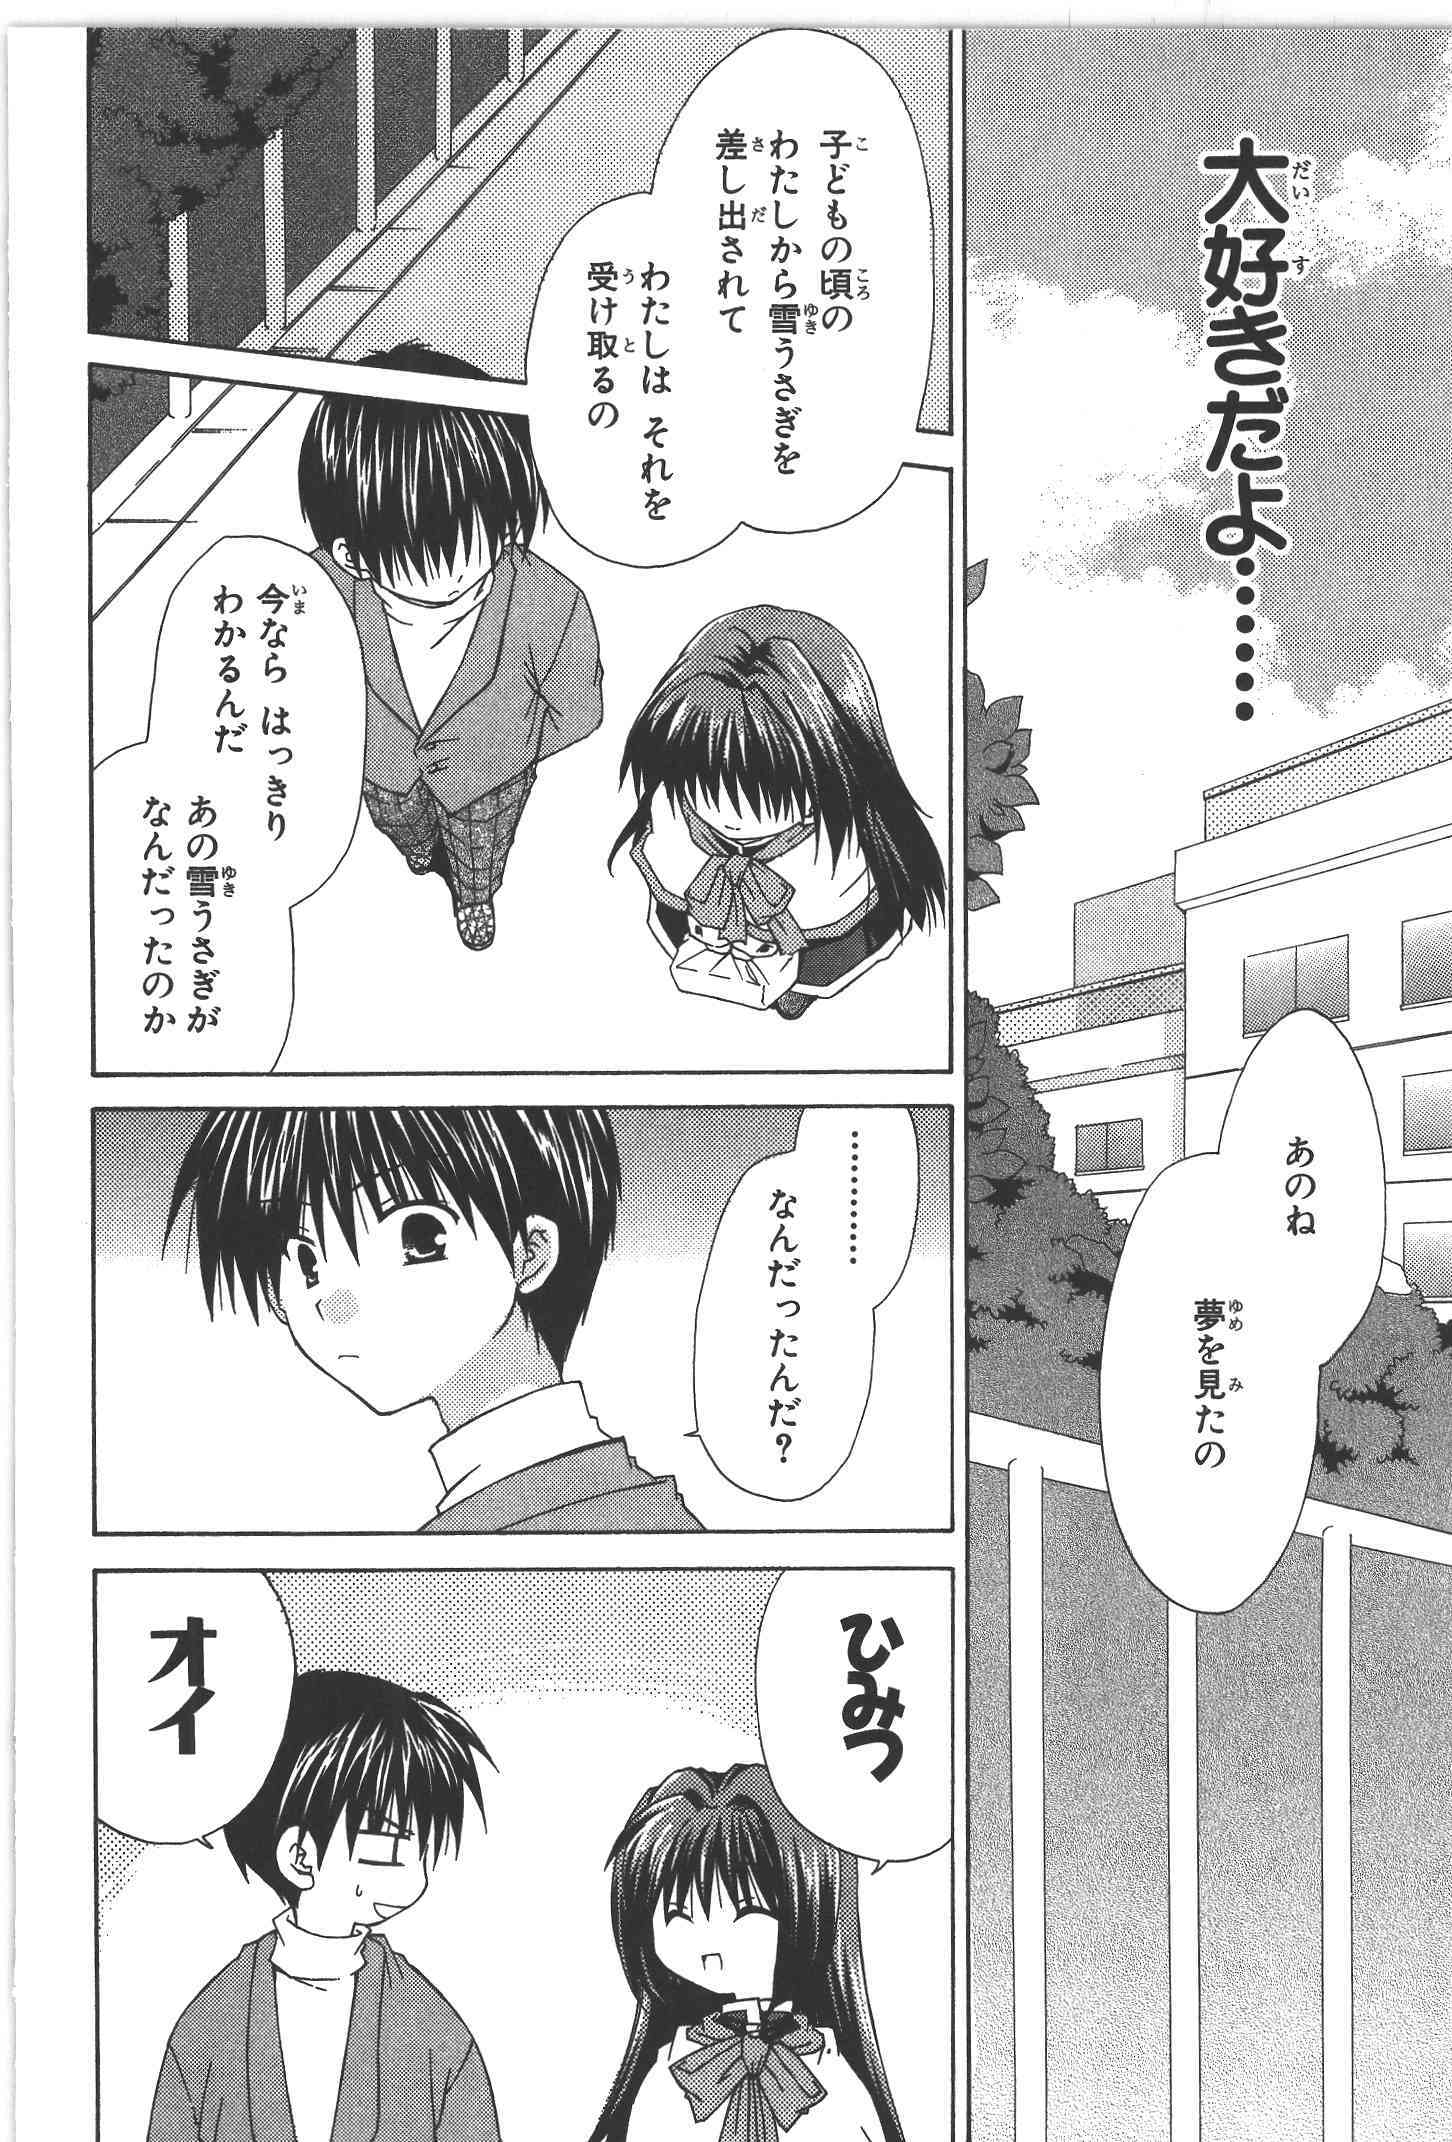 大好きだよ……
あのね
夢を見たの
子どもの頃の
わたしから雪うさぎを
差し出されて
わたしは それを
受け取るの
今なら はっきり
わかるんだ
あの雪うさぎが
なんだったのか
…………
なんだったんだ？
ひみつ
オイ